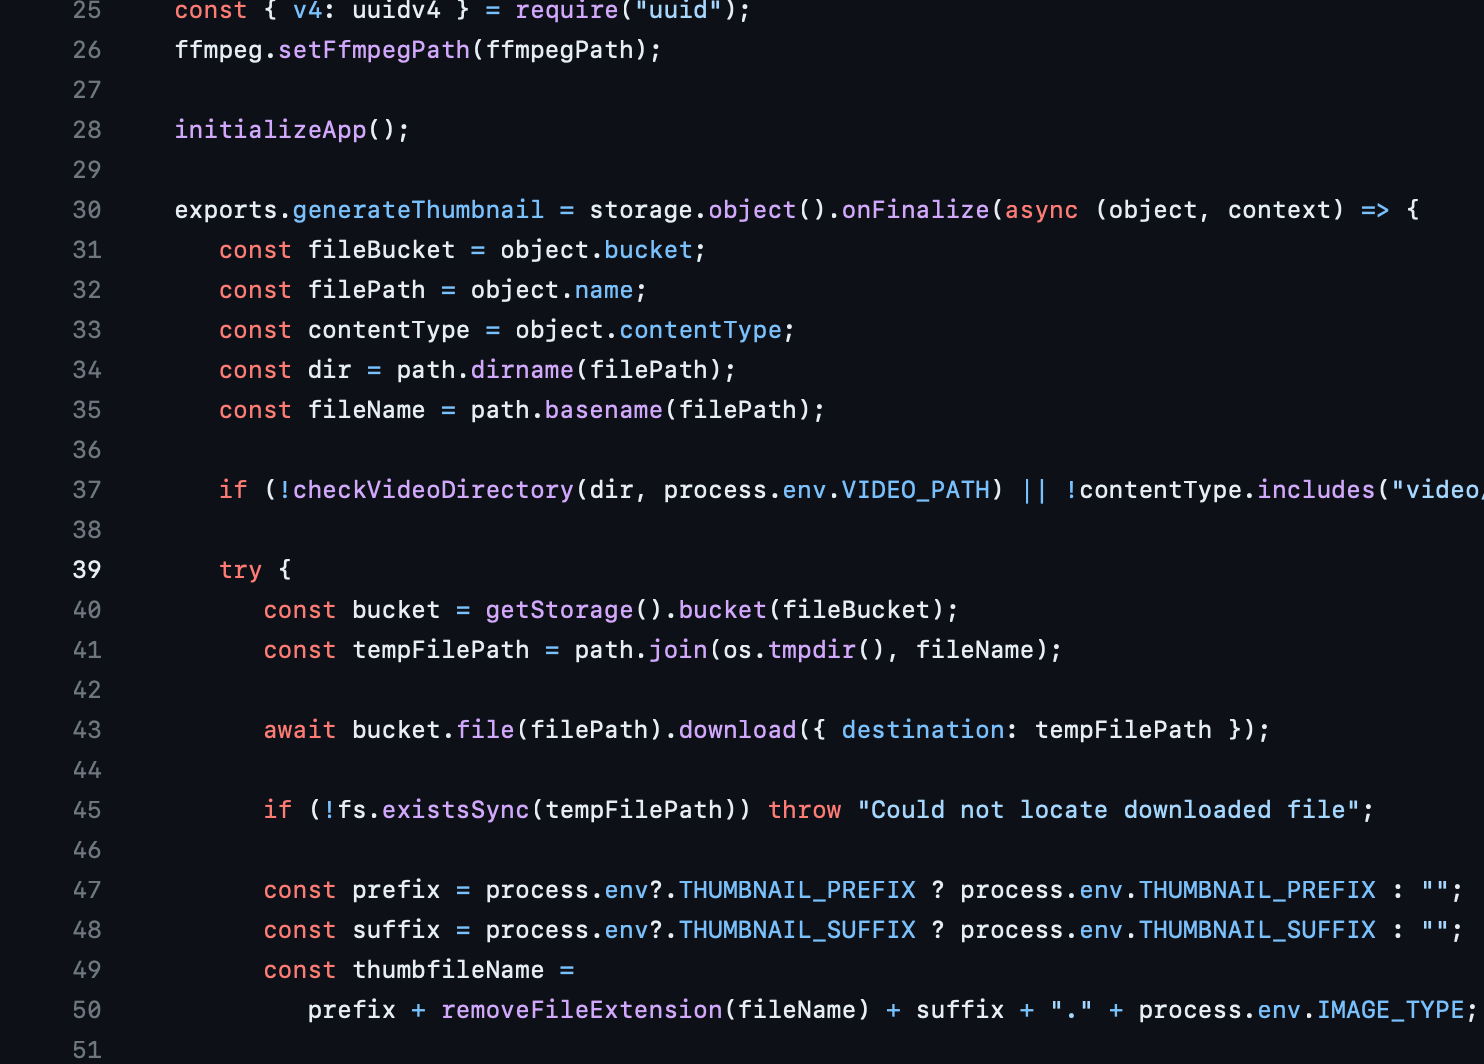 25 const { v4: uuidv4 } = require("uuid");
26 ffmpeg.setFfmpegPath(ffmpegPath);
27
28 initializeApp();
29
30 exports.generateThumbnail = storage.object().onFinalize(async (object, context) => {
31 const fileBucket = object.bucket;
32 const filePath = object.name;
33 const contentType = object.contentType;
34 const dir = path.dirname(filePath);
35 const fileName = path.basename(filePath);
36
37 if (!checkVideoDirectory(dir, process.env.VIDEO_PATH) || !contentType.includes("video/
38
39 try {
40 const bucket = getStorage().bucket(fileBucket);
41 const tempFilePath = path.join(os.tmpdir(), fileName);
42
43 await bucket.file(filePath).download({ destination: tempFilePath });
44
45 if (!fs.existsSync(tempFilePath)) throw "Could not locate downloaded file";
46
47 const prefix = process.env?.THUMBNAIL_PREFIX ? process.env.THUMBNAIL_PREFIX : "";
48 const suffix = process.env?.THUMBNAIL_SUFFIX ? process.env.THUMBNAIL_SUFFIX : "";
49 const thumbfileName =
50 prefix + removeFileExtension(fileName) + suffix + "." + process.env.IMAGE_TYPE;
51